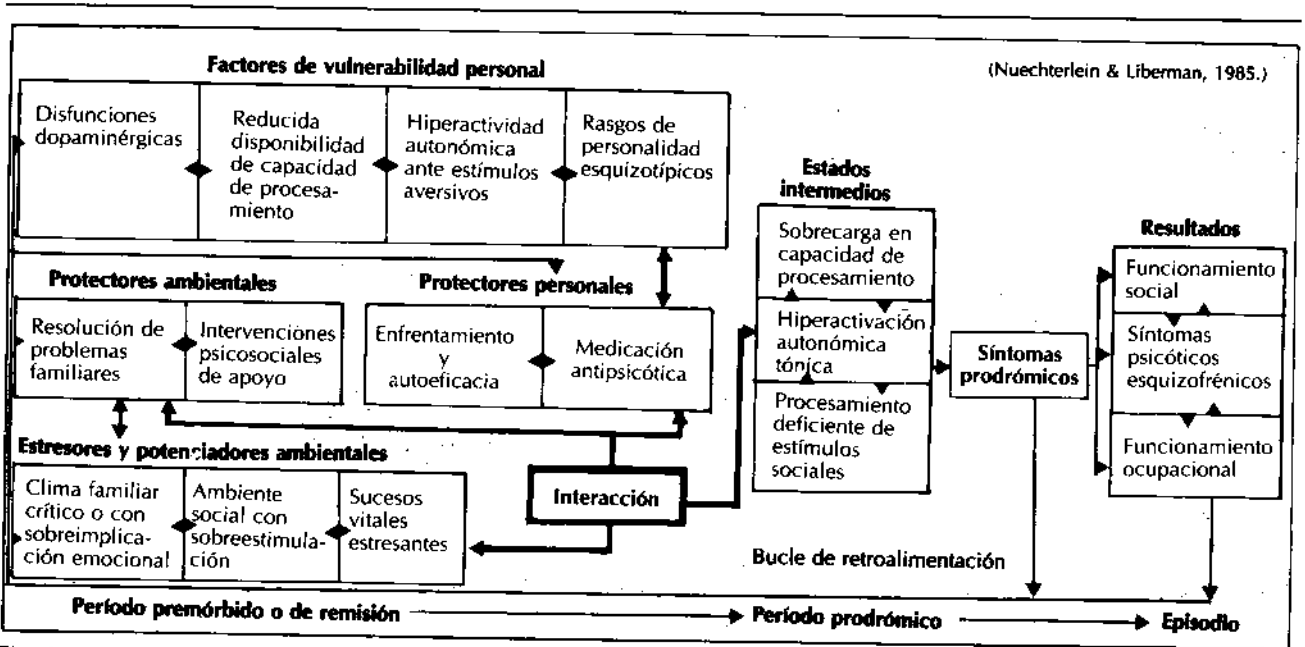 Factores de vulnerabilidad personal
(Nuechterlein & Liberman, 1985.)
Disfunciones
dopaminérgicas
Reducida
disponibilidad
de capacidad
de procesa-
miento
Hiperactividad
autonómica
ante estímulos
aversivos
Rasgos de
personalidad
esquizotípicos
Protectores ambientales
Resolución de
problemas
familiares
Intervenciones
psicosociales
de apoyo
Protectores personales
Enfrentamiento
y
autoeficacia
Medicación
antipsicótica
Estresores y potenciadores ambientales
Clima familiar
crítico o con
sobreimplica-
ción emocional
Ambiente
social con
sobreestimula-
ción
Sucesos
vitales
estresantes
Interacción
Estados
intermedios
Sobrecarga en
capacidad de
procesamiento
Hiperactivación
autonómica
tónica
Procesamiento
deficiente de
estímulos
sociales
Síntomas
prodrómicos
Resultados
Funcionamiento
social
Síntomas
psicóticos
esquizofrénicos
Funcionamiento
ocupacional
Bucle de retroalimentación
Período premórbido o de remisión
Período prodrómico
Episodio